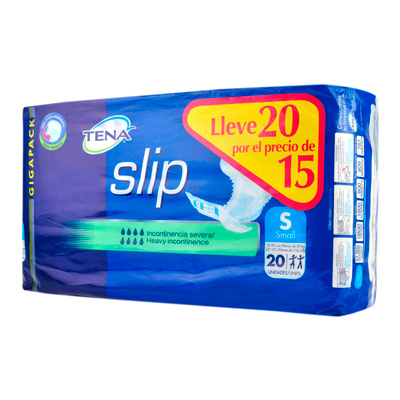 GIGAPACK
TENA
slip
Lleve 20
por el precio de
15
Incontinencia severa/
Heavy incontinence
S
Small
20
UNIDADES/UNITS